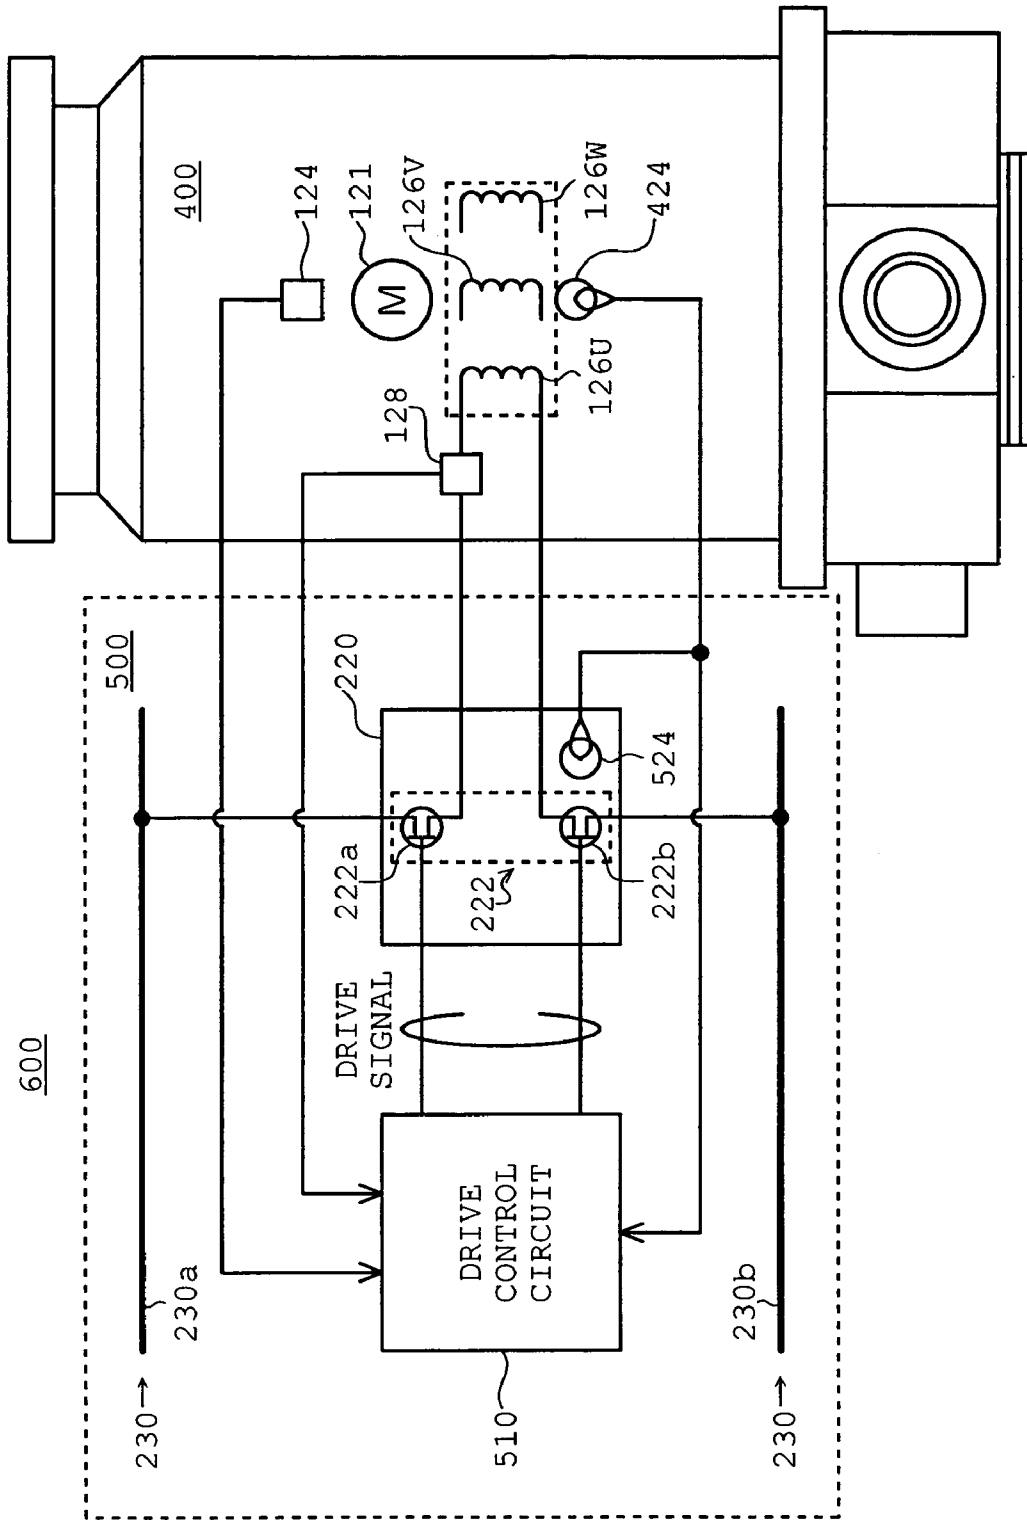 600
500
400
230→
230a
124
121
M
126V
126W
126U
128
424
220
222a
222
222b
524
DRIVE
SIGNAL
DRIVE
CONTROL
CIRCUIT
510
230→
230b